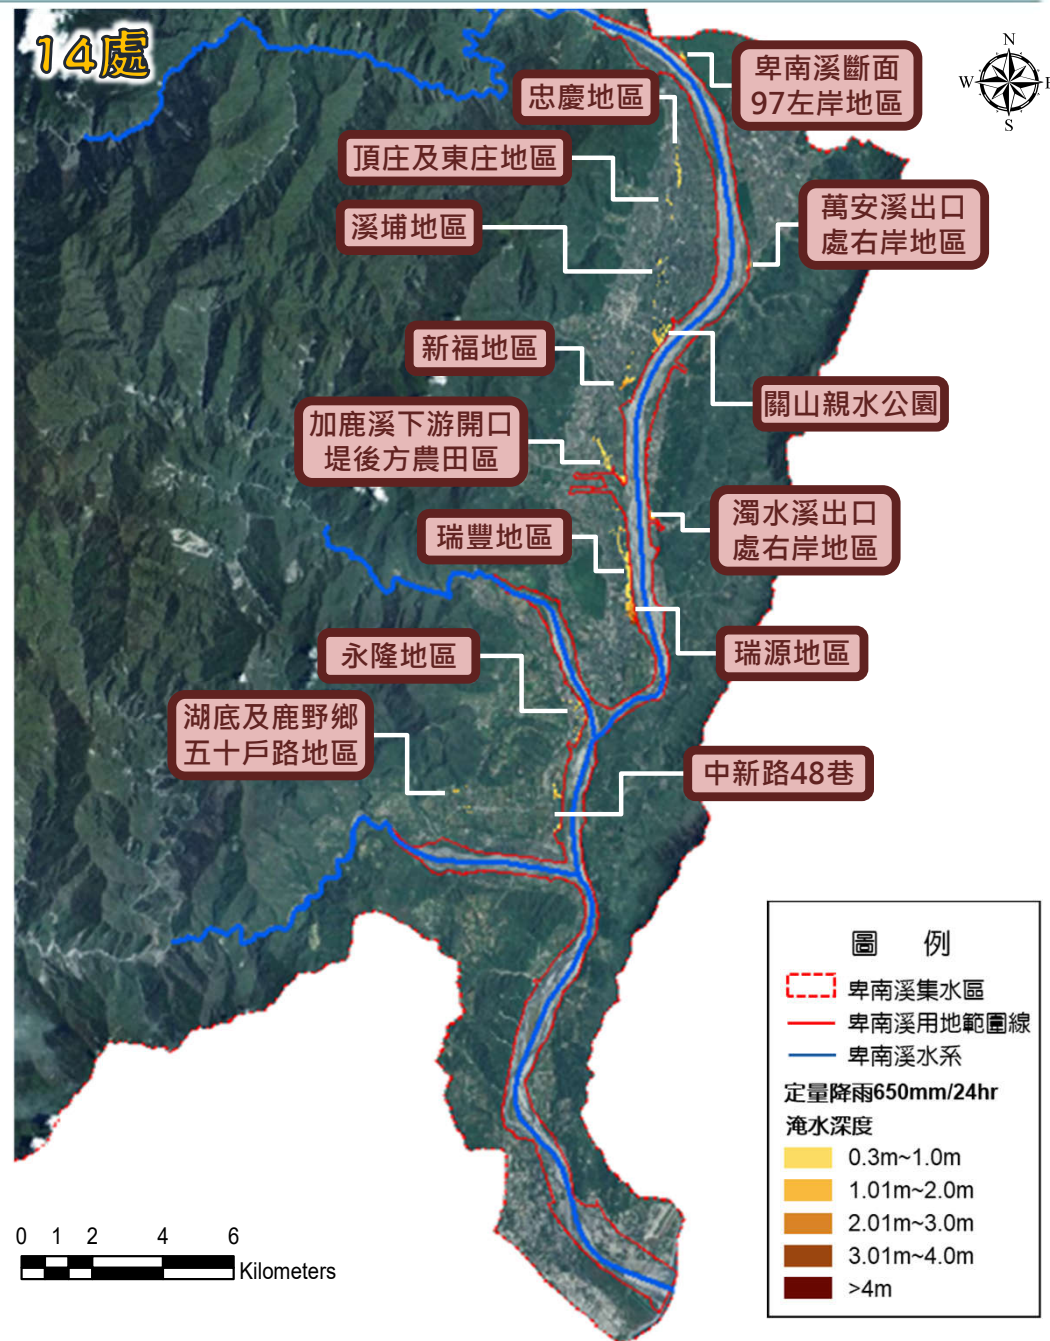 14處
N
W
E
S
卑南溪斷面
97左岸地區
忠慶地區
頂庄及東庄地區
萬安溪出口
處右岸地區
溪埔地區
新福地區
關山親水公園
加鹿溪下游開口
堤後方農田區
濁水溪出口
處右岸地區
瑞豐地區
永隆地區
瑞源地區
湖底及鹿野鄉
五十戶路地區
中新路48巷
圖 例
卑南溪集水區
卑南溪用地範圍線
卑南溪水系
定量降雨650mm/24hr
淹水深度
0.3m~1.0m
1.01m~2.0m
2.01m~3.0m
3.01m~4.0m
>4m
0 1 2 4 6
Kilometers